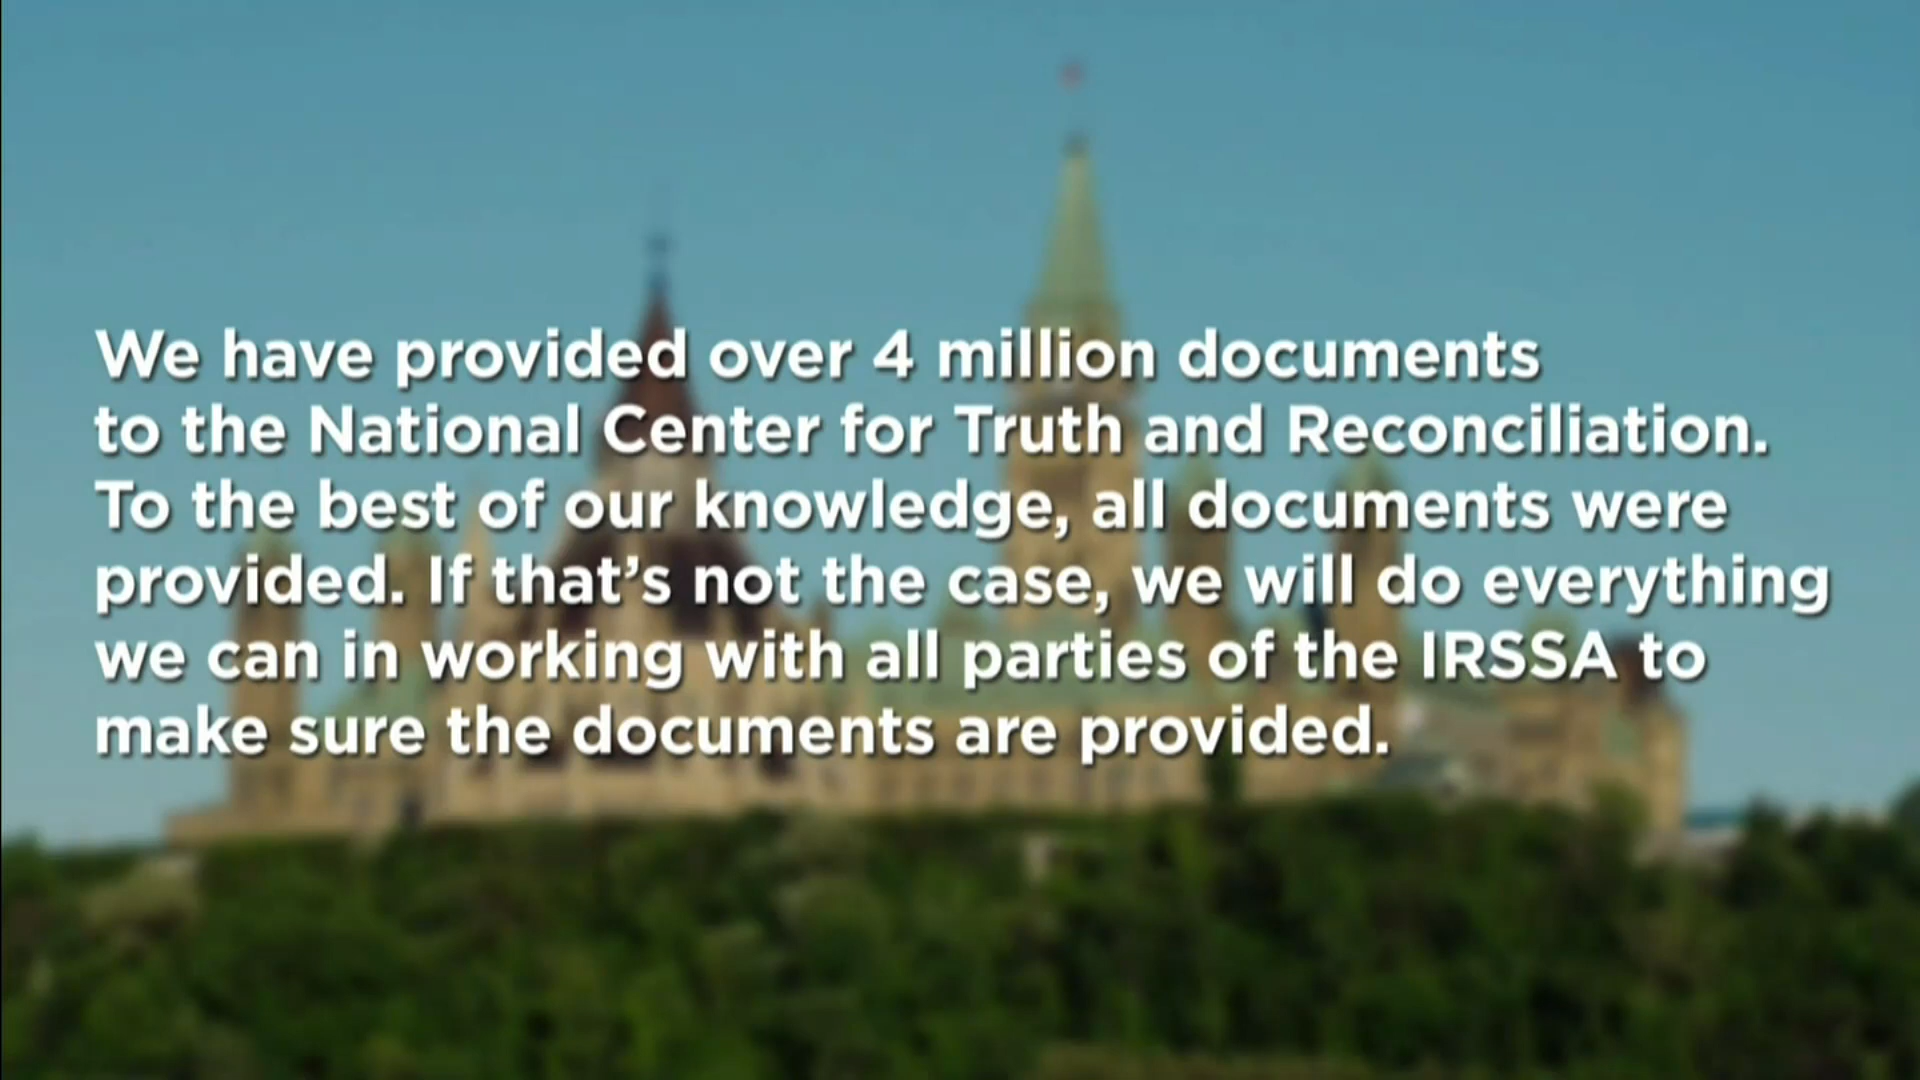 We have provided over 4 million documents
to the National Center for Truth and Reconciliation.
To the best of our knowledge, all documents were
provided. If that’s not the case, we will do everything
we can in working with all parties of the IRSSA to
make sure the documents are provided.